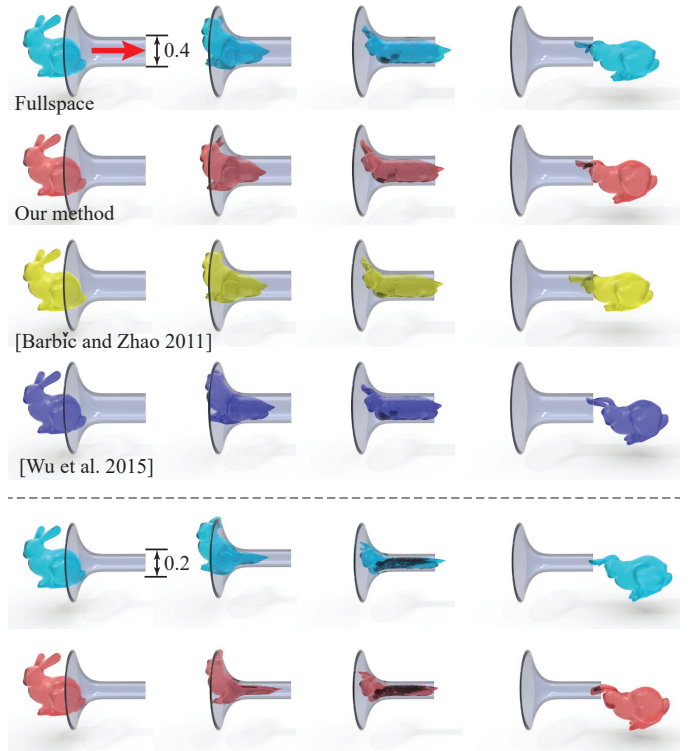 0.4
Fullspace
Our method
[Barbič and Zhao 2011]
[Wu et al. 2015]
0.2